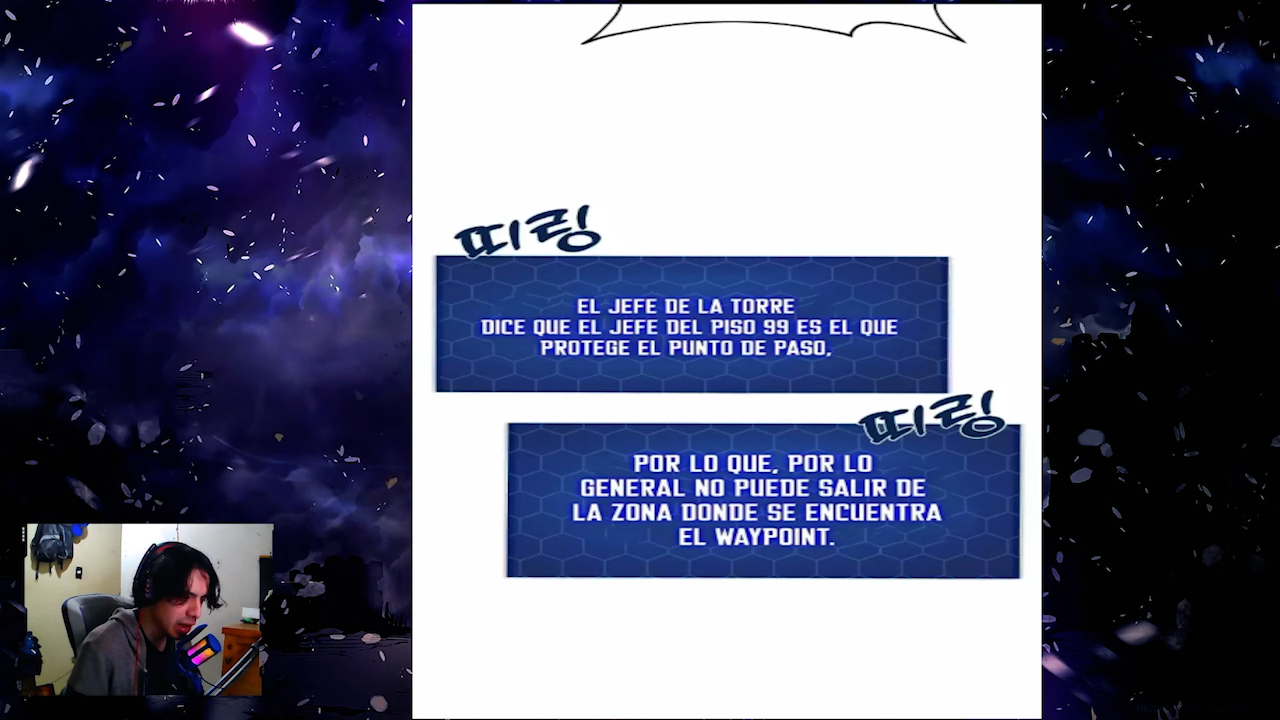 띠링
EL JEFE DE LA TORRE
DICE QUE EL JEFE DEL PISO 99 ES EL QUE
PROTEGE EL PUNTO DE PASO,
띠링
POR LO QUE, POR LO
GENERAL NO PUEDE SALIR DE
LA ZONA DONDE SE ENCUENTRA
EL WAYPOINT.